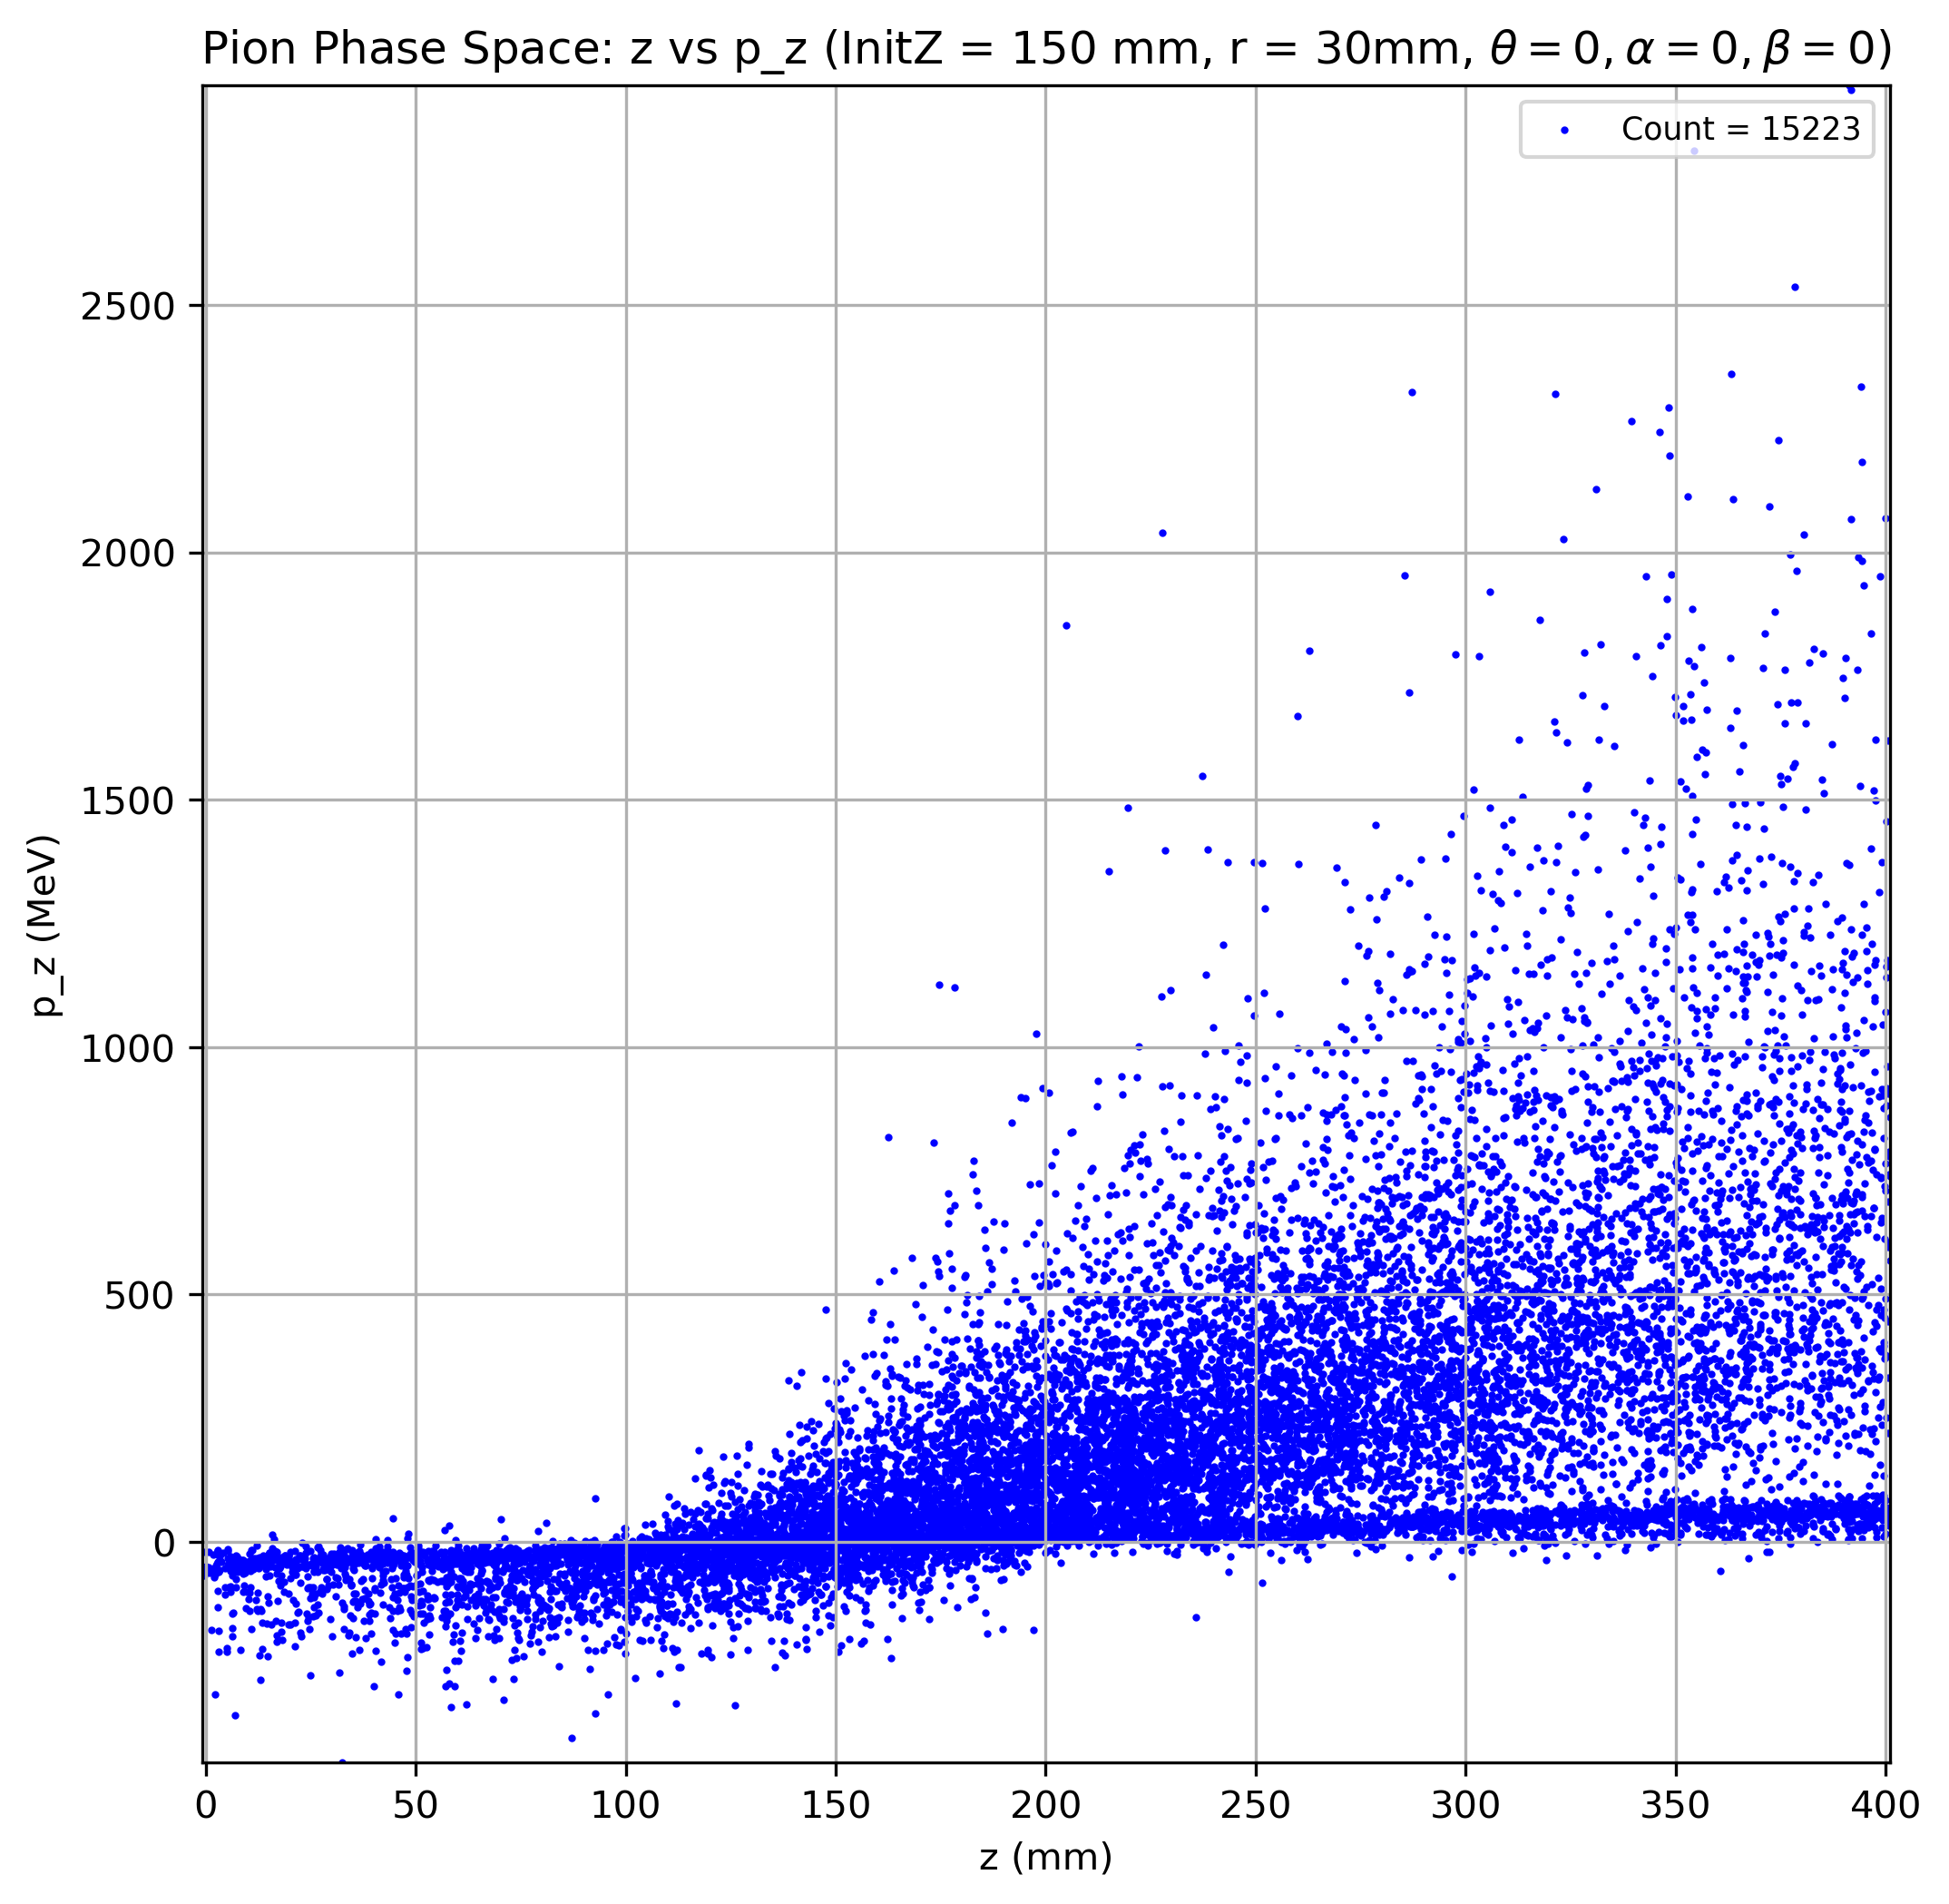 Pion Phase Space: z vs p_z (InitZ = 150 mm, r = 30mm, θ = 0, α = 0, β = 0)
Count = 15223
2500
2000
1500
1000
500
0
p_z (MeV)
0 50 100 150 200 250 300 350 400
z (mm)